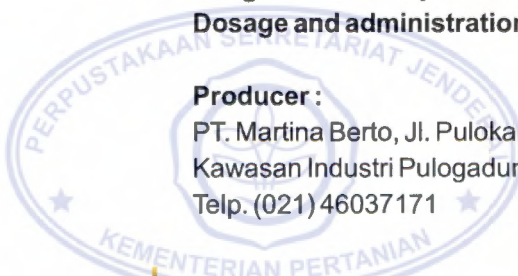 Dosage and administration
Producer :
PT. Martina Berto, Jl. Puloka
Kawasan Industri Pulogadun
Telp. (021) 46037171
PERPUSTAKAAN SEKRETARIAT JENDE
KEMENTERIAN PERTANIAN